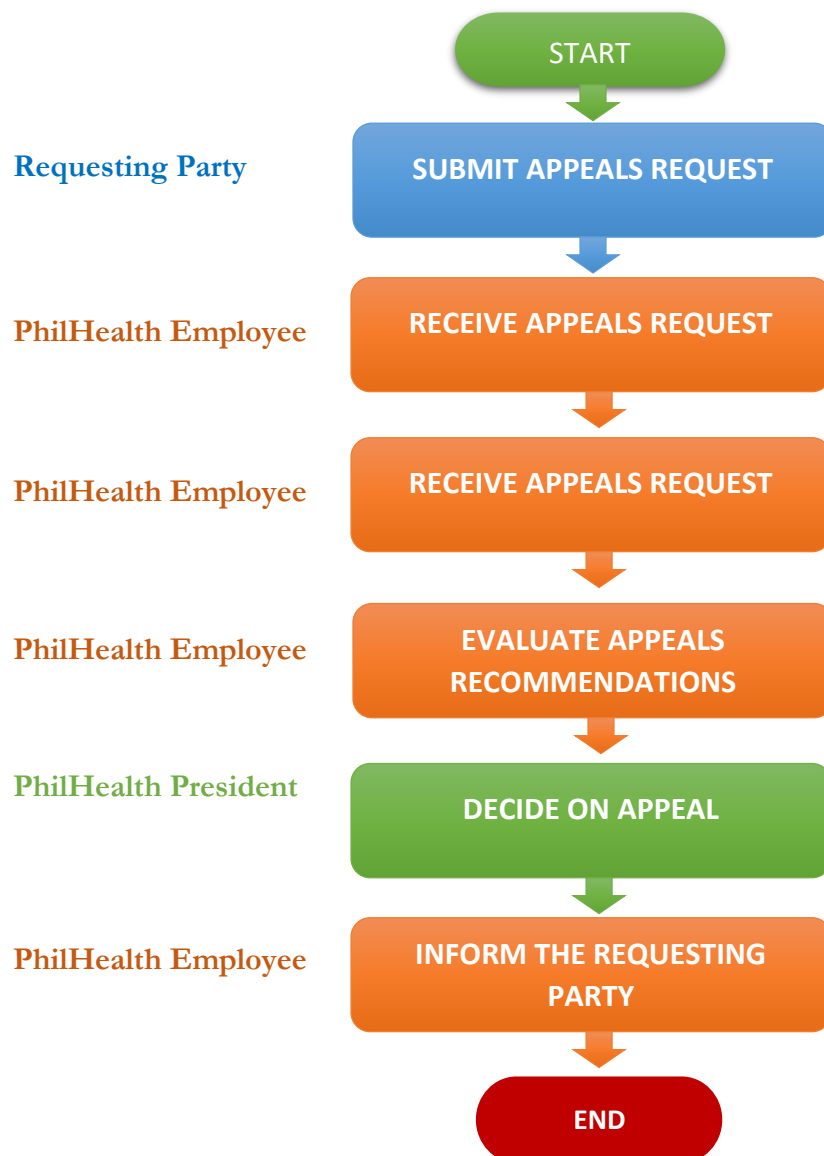 START
Requesting Party
SUBMIT APPEALS REQUEST
PhilHealth Employee
RECEIVE APPEALS REQUEST
PhilHealth Employee
RECEIVE APPEALS REQUEST
PhilHealth Employee
EVALUATE APPEALS
RECOMMENDATIONS
PhilHealth President
DECIDE ON APPEAL
PhilHealth Employee
INFORM THE REQUESTING
PARTY
END